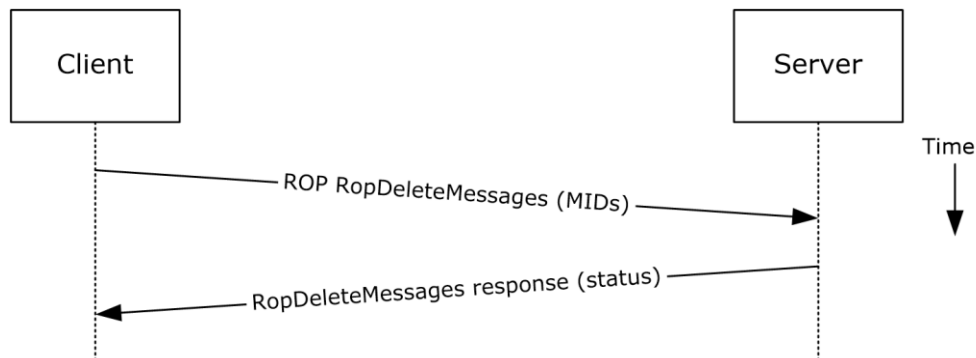 Client
Server
Time
ROP RopDeleteMessages (MIDs)
RopDeleteMessages response (status)